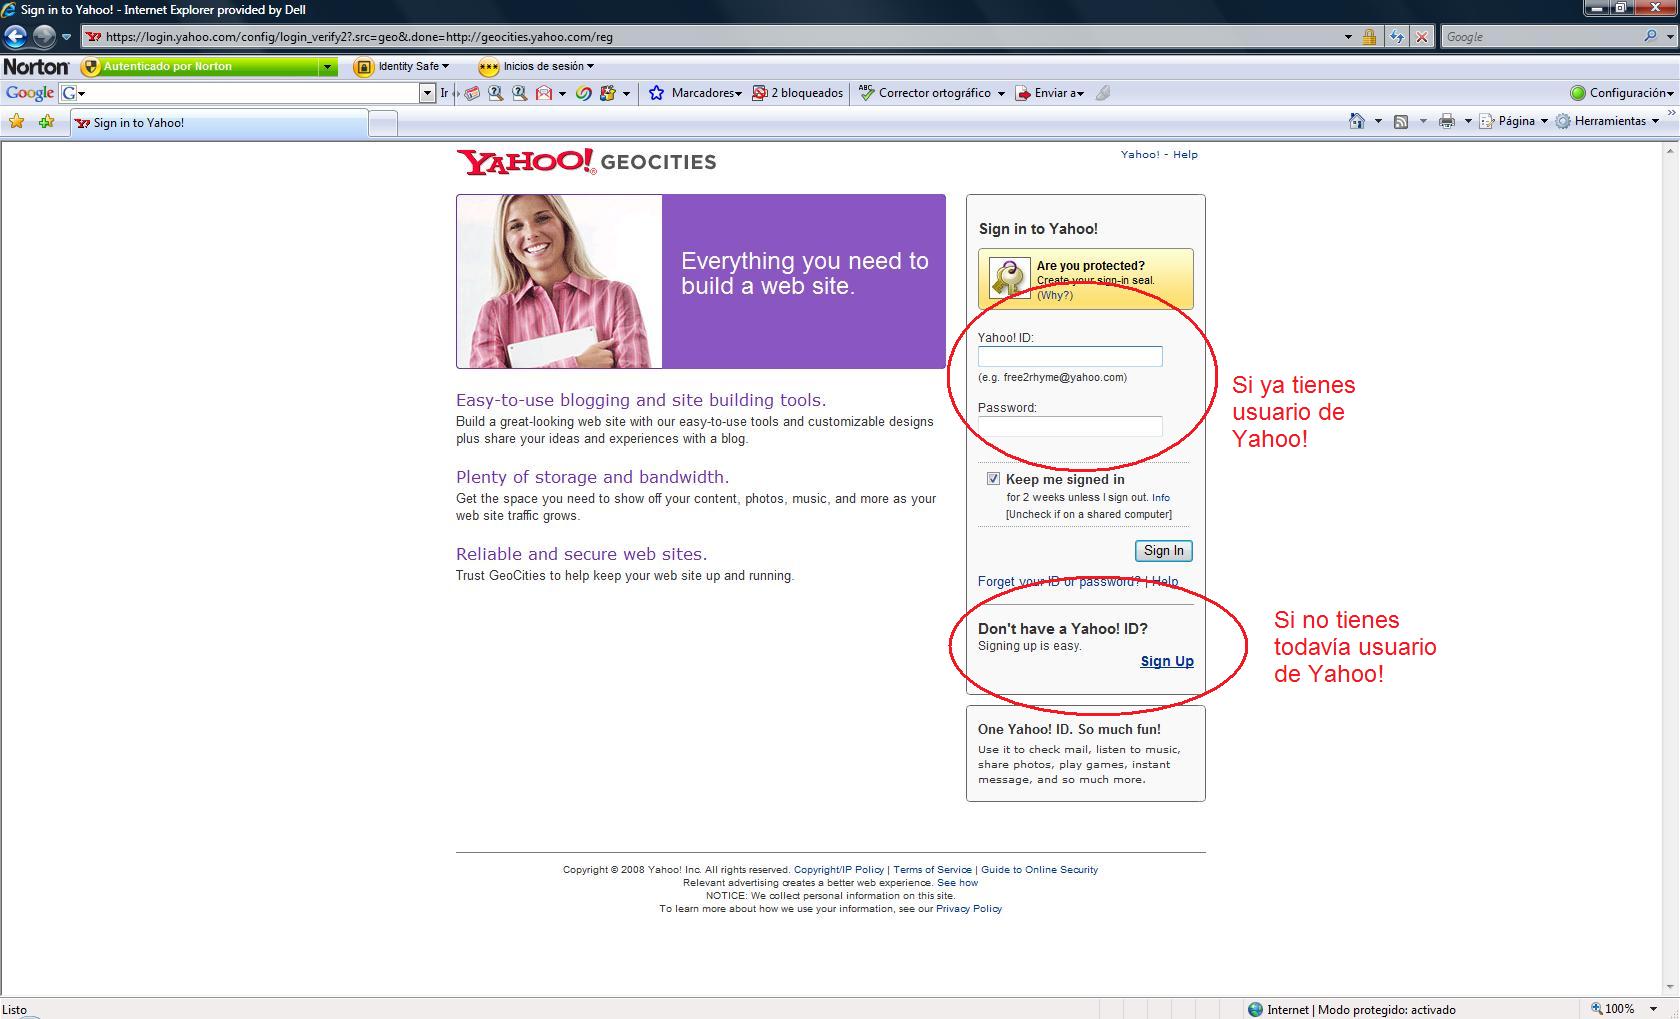 Sign in to Yahoo! - Internet Explorer provided by Dell
https://login.yahoo.com/config/login_verify2?.src=geo&.done=http://geocities.yahoo.com/reg
Google
Norton Autenticado por Norton Identity Safe Inicios de sesión
Google G Ir Marcadores 2 bloqueados ABC Corrector ortográfico Enviar a Configuración
Sign in to Yahoo! Página Herramientas
YAHOO! GEOCITIES
Yahoo! - Help
Everything you need to
build a web site.
Easy-to-use blogging and site building tools.
Build a great-looking web site with our easy-to-use tools and customizable designs
plus share your ideas and experiences with a blog.
Plenty of storage and bandwidth.
Get the space you need to show off your content, photos, music, and more as your
web site traffic grows.
Reliable and secure web sites.
Trust GeoCities to help keep your web site up and running.
Sign in to Yahoo!
Are you protected?
Create your sign-in seal.
(Why?)
Yahoo! ID:
(e.g. free2rhyme@yahoo.com)
Password:
Keep me signed in
for 2 weeks unless I sign out. Info
[Uncheck if on a shared computer]
Sign In
Forget your ID or password? | Help
Don't have a Yahoo! ID?
Signing up is easy.
Sign Up
One Yahoo! ID. So much fun!
Use it to check mail, listen to music,
share photos, play games, instant
message, and so much more.
Si ya tienes
usuario de
Yahoo!
Si no tienes
todavía usuario
de Yahoo!
Copyright © 2008 Yahoo! Inc. All rights reserved. Copyright/IP Policy | Terms of Service | Guide to Online Security
Relevant advertising creates a better web experience. See how
NOTICE: We collect personal information on this site.
To learn more about how we use your information, see our Privacy Policy
Listo
Internet | Modo protegido: activado
100%